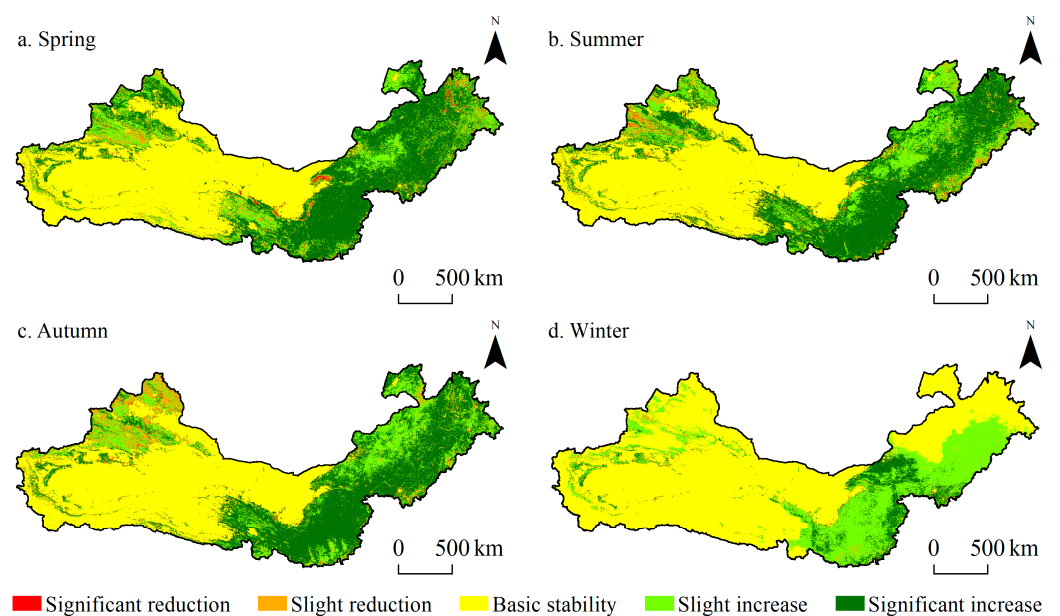 a. Spring
N
b. Summer
N
0 500 km
0 500 km
c. Autumn
N
d. Winter
N
0 500 km
0 500 km
Significant reduction
Slight reduction
Basic stability
Slight increase
Significant increase